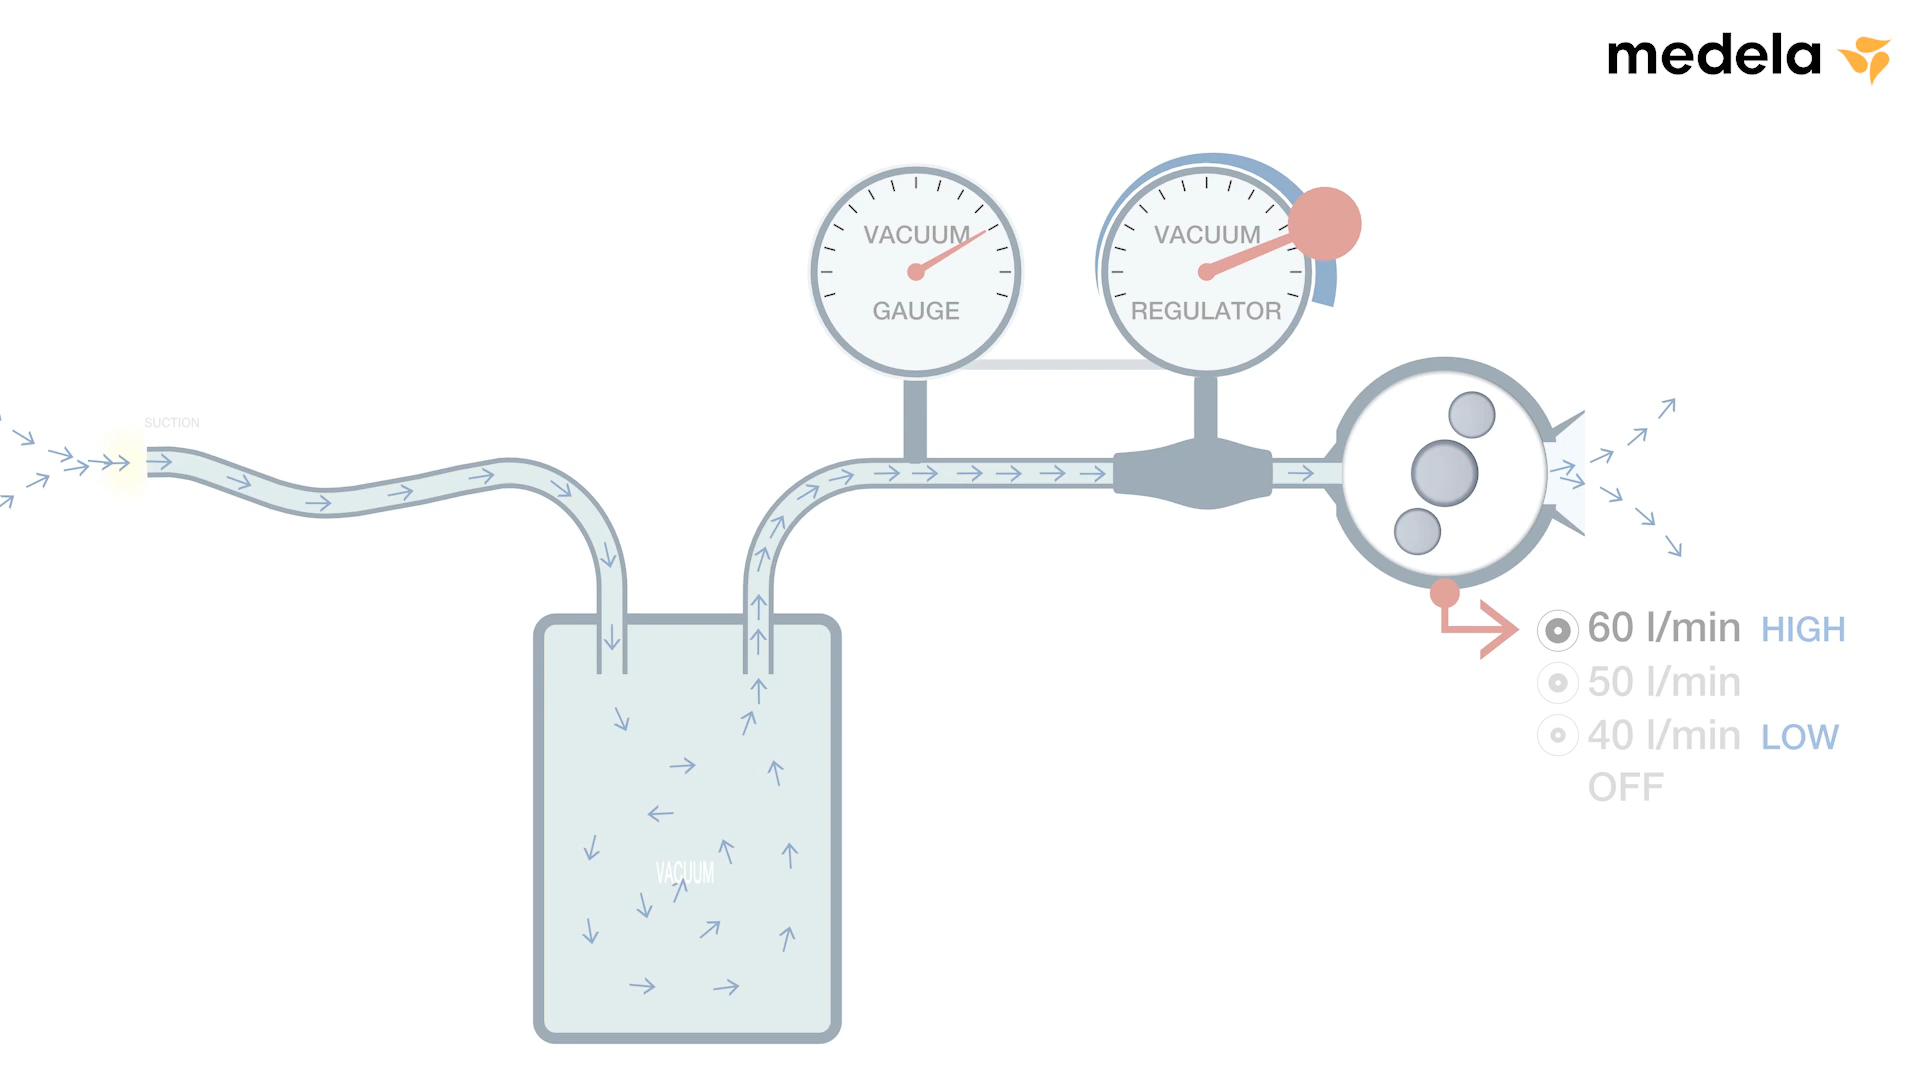 medela
VACUUM
GAUGE
VACUUM
REGULATOR
SUCTION
60 l/min HIGH
50 l/min
40 l/min LOW
OFF
VACUUM